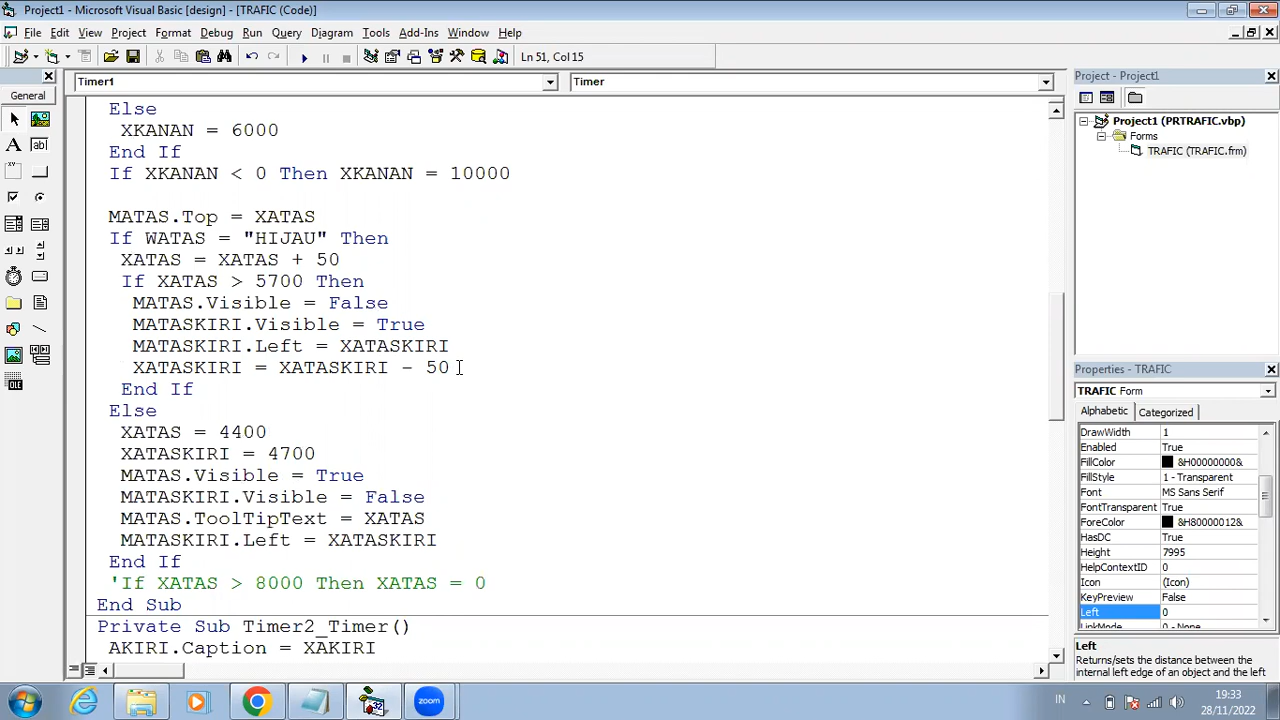 Project1 - Microsoft Visual Basic [design] - [TRAFIC (Code)]
File Edit View Project Format Debug Run Query Diagram Tools Add-Ins Window Help
Ln 51, Col 15
General
Timer1
Timer
Else
XKANAN = 6000
End If
If XKANAN < 0 Then XKANAN = 10000
MATAS.Top = XATAS
If WATAS = "HIJAU" Then
XATAS = XATAS + 50
If XATAS > 5700 Then
MATAS.Visible = False
MATASKIRI.Visible = True
MATASKIRI.Left = XATASKIRI
XATASKIRI = XATASKIRI - 50
End If
Else
XATAS = 4400
XATASKIRI = 4700
MATAS.Visible = True
MATASKIRI.Visible = False
MATAS.ToolTipText = XATAS
MATASKIRI.Left = XATASKIRI
End If
'If XATAS > 8000 Then XATAS = 0
End Sub
Private Sub Timer2_Timer()
AKIRI.Caption = XAKIRI
Project - Project1
Project1 (PRTRAFIC.vbp)
Forms
TRAFIC (TRAFIC.frm)
Properties - TRAFIC
TRAFIC Form
Alphabetic Categorized
DrawWidth 1
Enabled True
FillColor &H00000000&
FillStyle 1 - Transparent
Font MS Sans Serif
FontTransparent True
ForeColor &H80000012&
HasDC True
Height 7995
HelpContextID 0
Icon (Icon)
KeyPreview False
Left 0
LinkMode 0 - None
Left
Returns/sets the distance between the
internal left edge of an object and the left
zoom
IN
19:33
28/11/2022